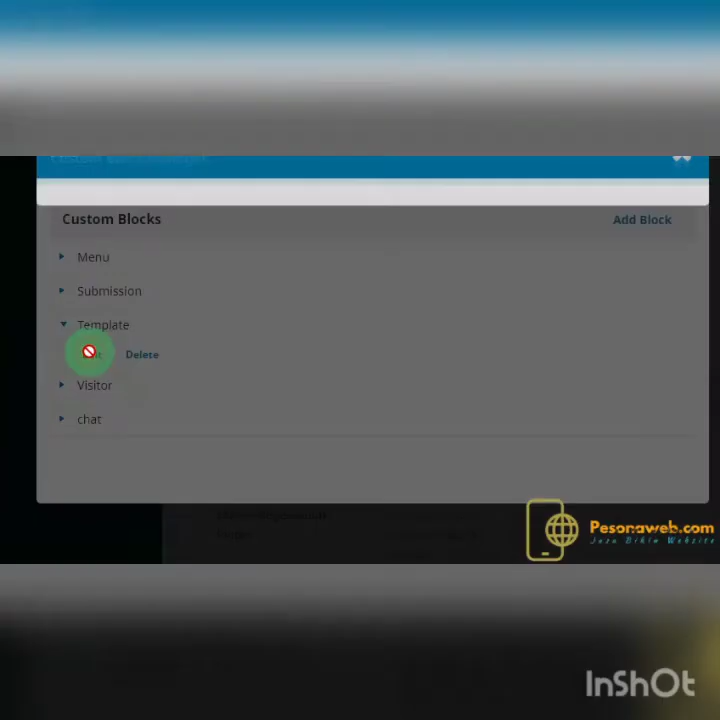 Custom Blocks
Add Block
Menu
Submission
Template
Delete
Visitor
chat
Pesonaweb.com
Jasa Bikin Website
InShOt